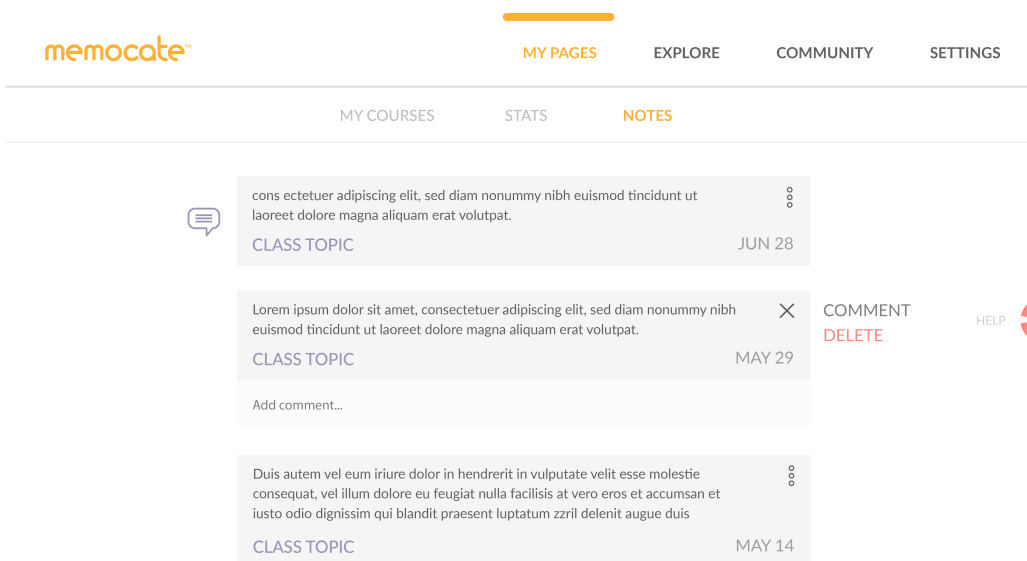 memocate™
MY PAGES EXPLORE COMMUNITY SETTINGS
MY COURSES STATS NOTES
cons ectetuer adipiscing elit, sed diam nonummy nibh euismod tincidunt ut
laoreet dolore magna aliquam erat volutpat.
CLASS TOPIC JUN 28
Lorem ipsum dolor sit amet, consectetuer adipiscing elit, sed diam nonummy nibh
euismod tincidunt ut laoreet dolore magna aliquam erat volutpat.
CLASS TOPIC MAY 29
COMMENT
DELETE
HELP
Add comment...
Duis autem vel eum iriure dolor in hendrerit in vulputate velit esse molestie
consequat, vel illum dolore eu feugiat nulla facilisis at vero eros et accumsan et
iusto odio dignissim qui blandit praesent luptatum zzril delenit augue duis
CLASS TOPIC MAY 14